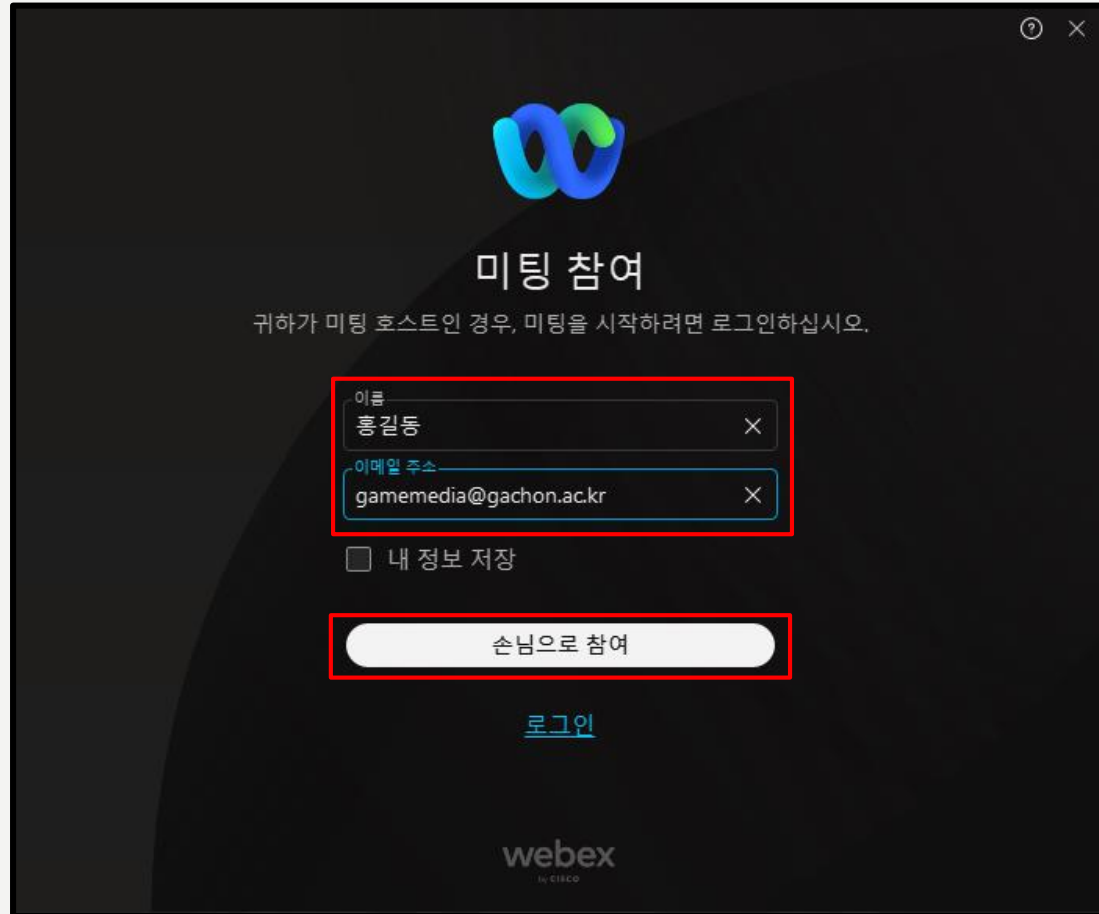 미팅 참여
귀하가 미팅 호스트인 경우, 미팅을 시작하려면 로그인하십시오.
이름
홍길동
이메일 주소
gamemedia@gachon.ac.kr
내 정보 저장
손님으로 참여
로그인
webex
by CISCO